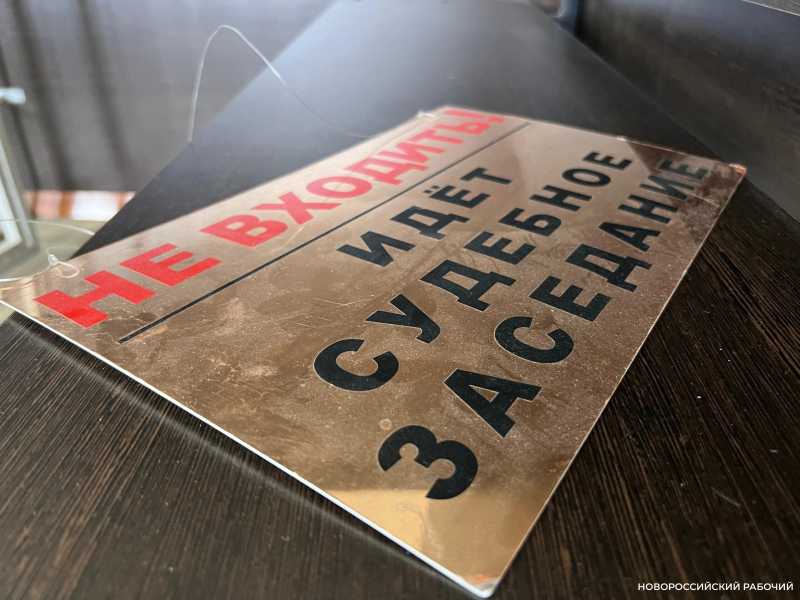 НЕ ВХОДИТЬ!
ИДЁТ
СУДЕБНОЕ
ЗАСЕДАНИЕ
НОВОРОССИЙСКИЙ РАБОЧИЙ